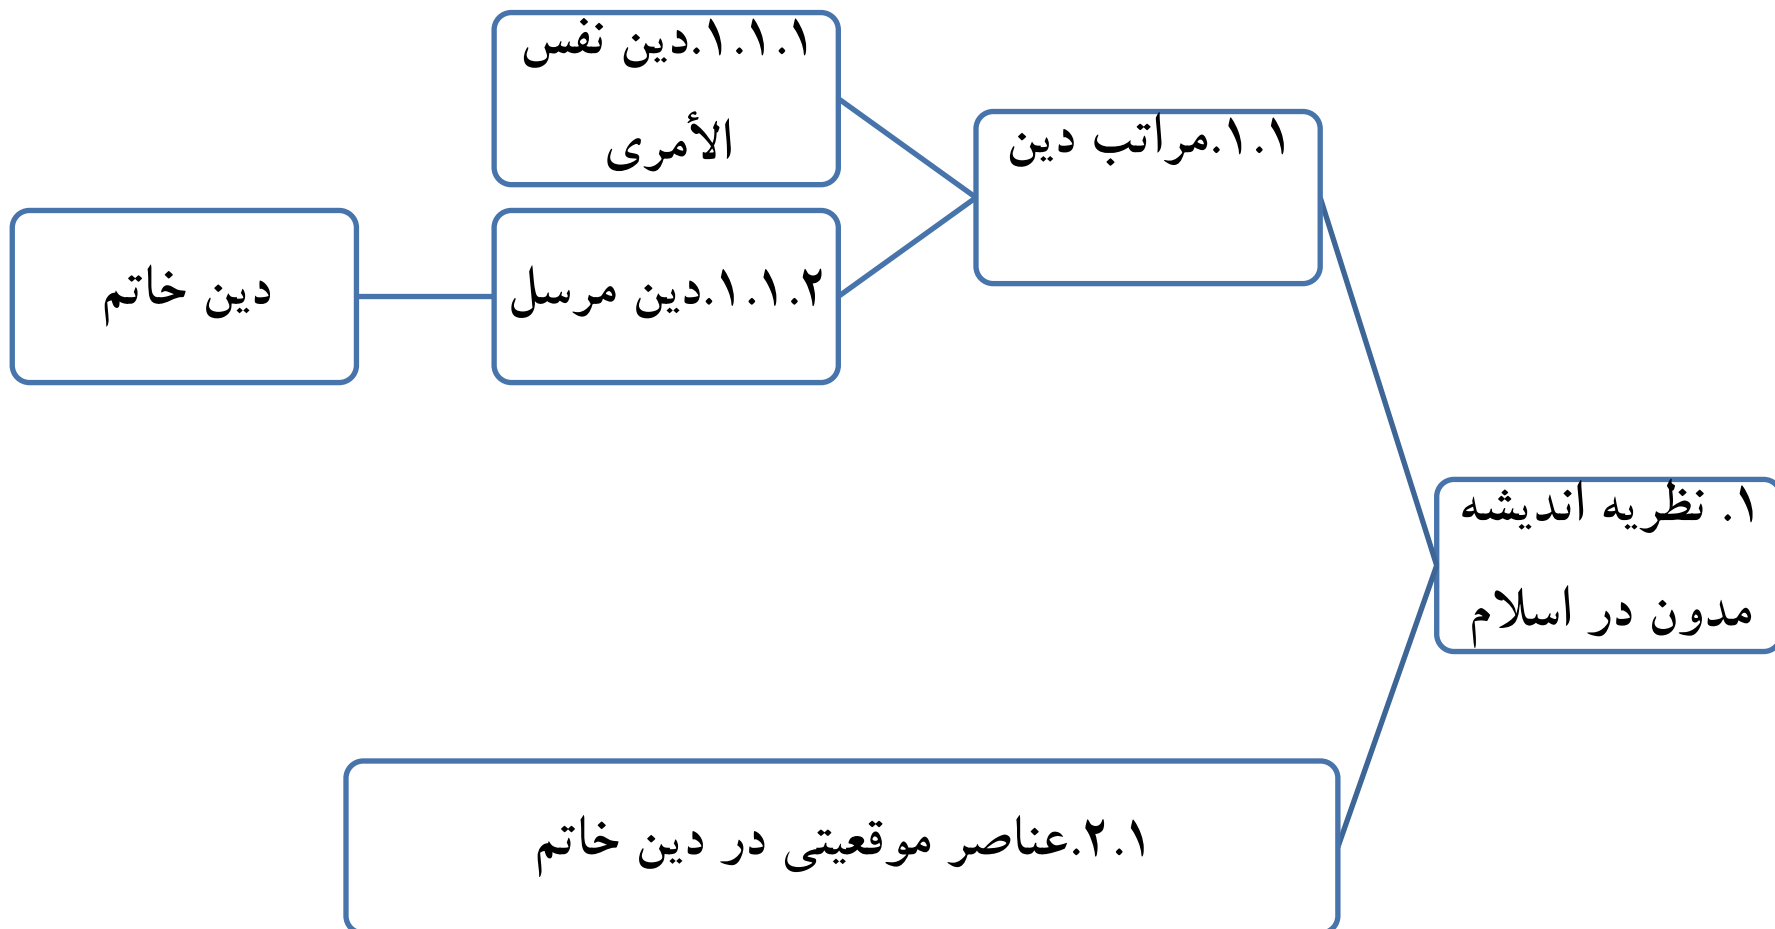 ۱. نظریه اندیشه
مدون در اسلام
۱.۱.مراتب دین
۱.۱.۱.دین نفس
الأمری
۱.۱.۲.دین مرسل
دین خاتم
۲.۱.عناصر موقعیتی در دین خاتم